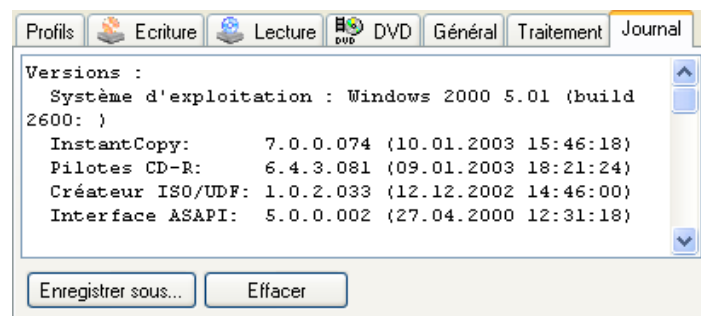 Profils Ecriture Lecture DVD DVD Général Traitement Journal
Versions :
Système d'exploitation : Windows 2000 5.01 (build
2600: )
InstantCopy: 7.0.0.074 (10.01.2003 15:46:18)
Pilotes CD-R: 6.4.3.081 (09.01.2003 18:21:24)
Créateur ISO/UDF: 1.0.2.033 (12.12.2002 14:46:00)
Interface ASAPI: 5.0.0.002 (27.04.2000 12:31:18)
Enregistrer sous... Effacer